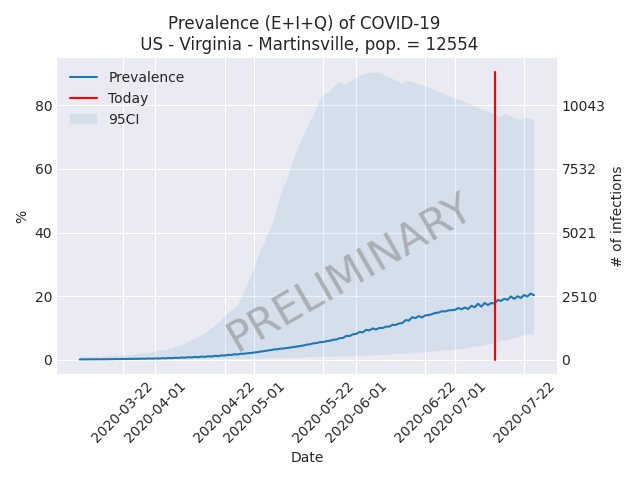 Prevalence (E+I+Q) of COVID-19
US - Virginia - Martinsville, pop. = 12554
Prevalence
Today
95CI
80
60
40
20
0
%
10043
7532
5021
2510
0
# of infections
PRELIMINARY
2020-03-22
2020-04-01
2020-04-22
2020-05-01
2020-05-22
2020-06-01
2020-06-22
2020-07-01
2020-07-22
Date